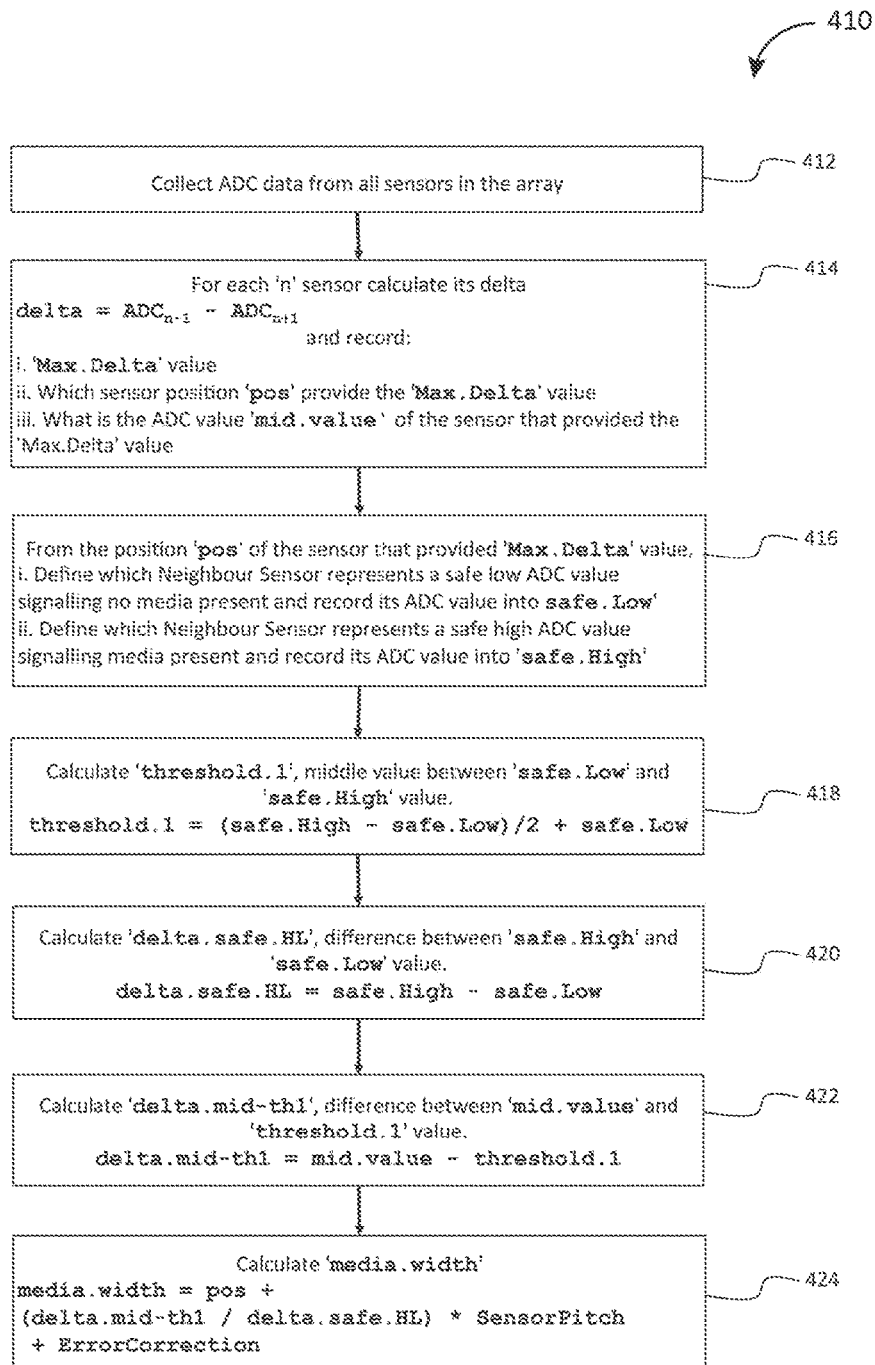 410
Collect ADC data from all sensors in the array
412
For each 'n' sensor calculate its delta
delta = ADCn-1 - ADCn+1
and record:
i. 'Max.Delta' value
ii. Which sensor position 'pos' provide the 'Max.Delta' value
iii. What is the ADC value 'mid.value' of the sensor that provided the
'Max.Delta' value
414
From the position 'pos' of the sensor that provided 'Max.Delta' value,
i. Define which Neighbour Sensor represents a safe low ADC value
signalling no media present and record its ADC value into safe.Low'
ii. Define which Neighbour Sensor represents a safe high ADC value
signalling media present and record its ADC value into 'safe.High'
416
Calculate 'threshold.1', middle value between 'safe.Low' and
'safe.High' value.
threshold.1 = (safe.High - safe.Low)/2 + safe.Low
418
Calculate 'delta.safe.HL', difference between 'safe.High' and
'safe.Low' value.
delta.safe.HL = safe.High - safe.Low
420
Calculate 'delta.mid-th1', difference between 'mid.value' and
'threshold.1' value.
delta.mid-th1 = mid.value - threshold.1
422
Calculate 'media.width'
media.width = pos +
(delta.mid-th1 / delta.safe.HL) * SensorPitch
+ ErrorCorrection
424